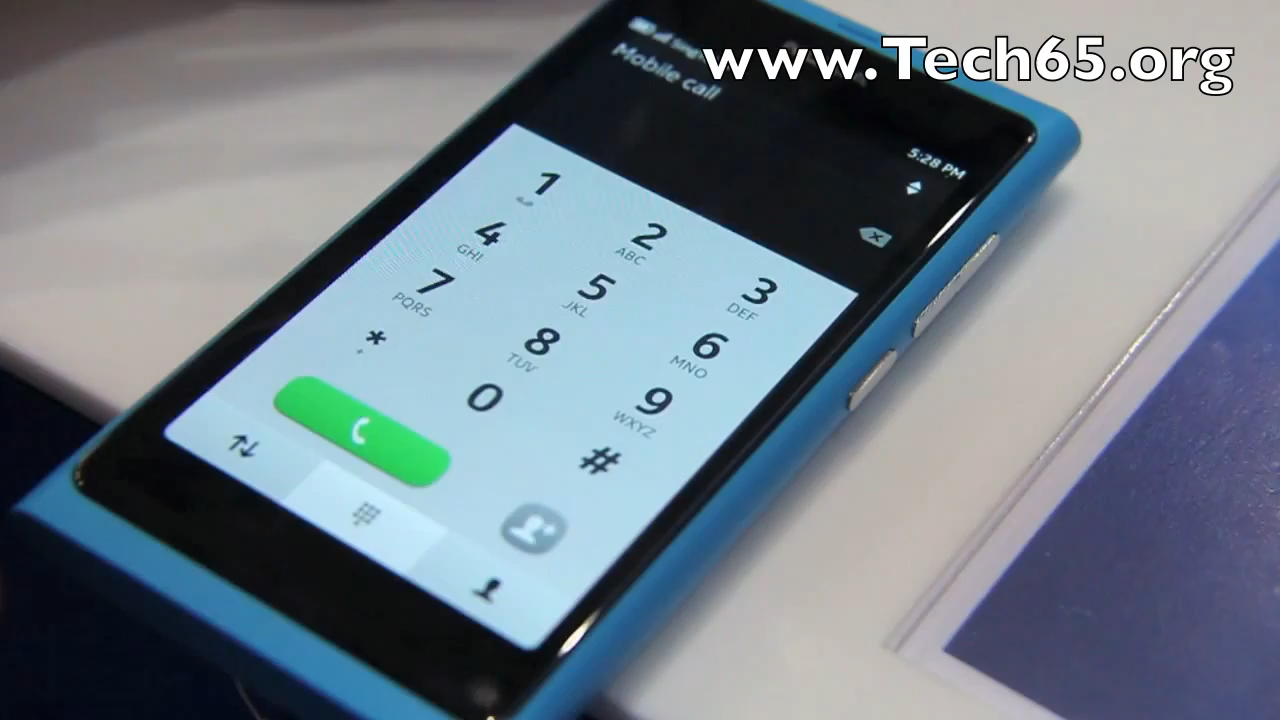 www.Tech65.org
Mobile call
5:28 PM
1
2
ABC
3
DEF
4
GHI
5
JKL
6
MNO
7
PQRS
8
TUV
9
WXYZ
*
+
0
#